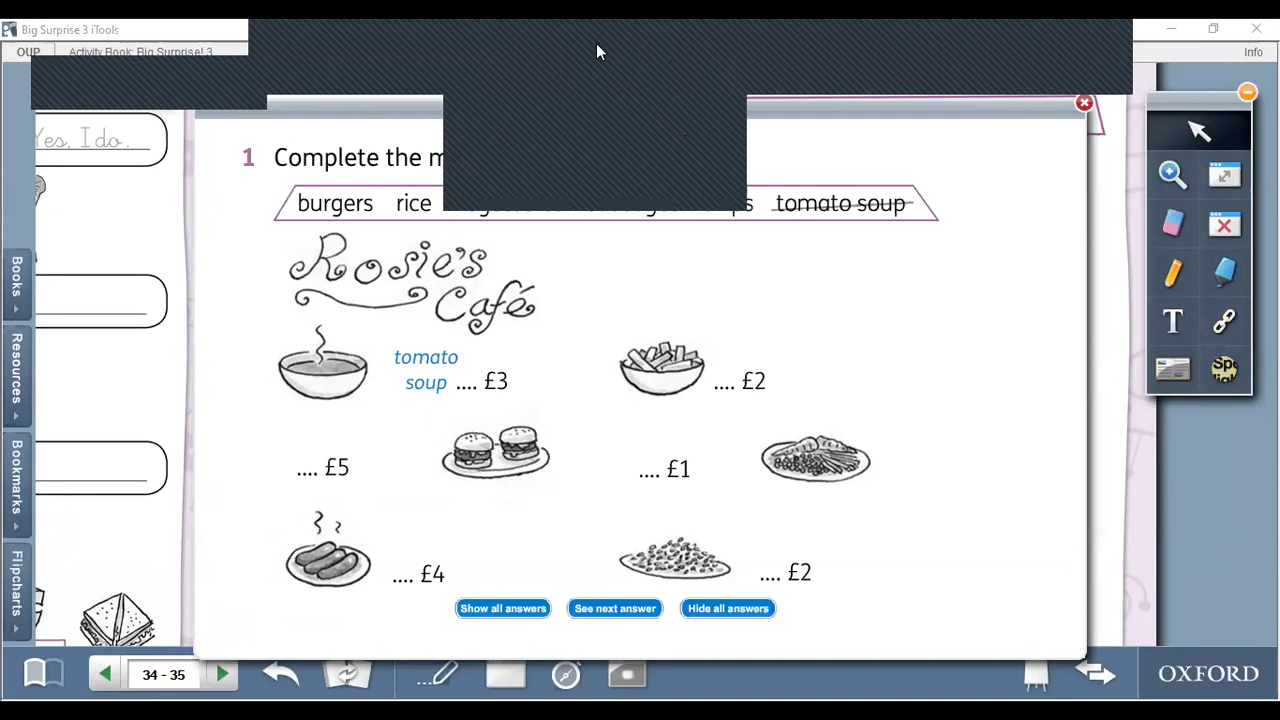 Big Surprise 3 iTools
OUP Activity Book: Big Surprise! 3
Info
Yes, I do.
1 Complete the
burgers rice tomato soup
Rosie's
Café
tomato
soup .... £3
.... £2
.... £5
.... £1
.... £4
.... £2
Show all answers See next answer Hide all answers
Books
Resources
Bookmarks
Flipcharts
T
34 - 35
OXFORD